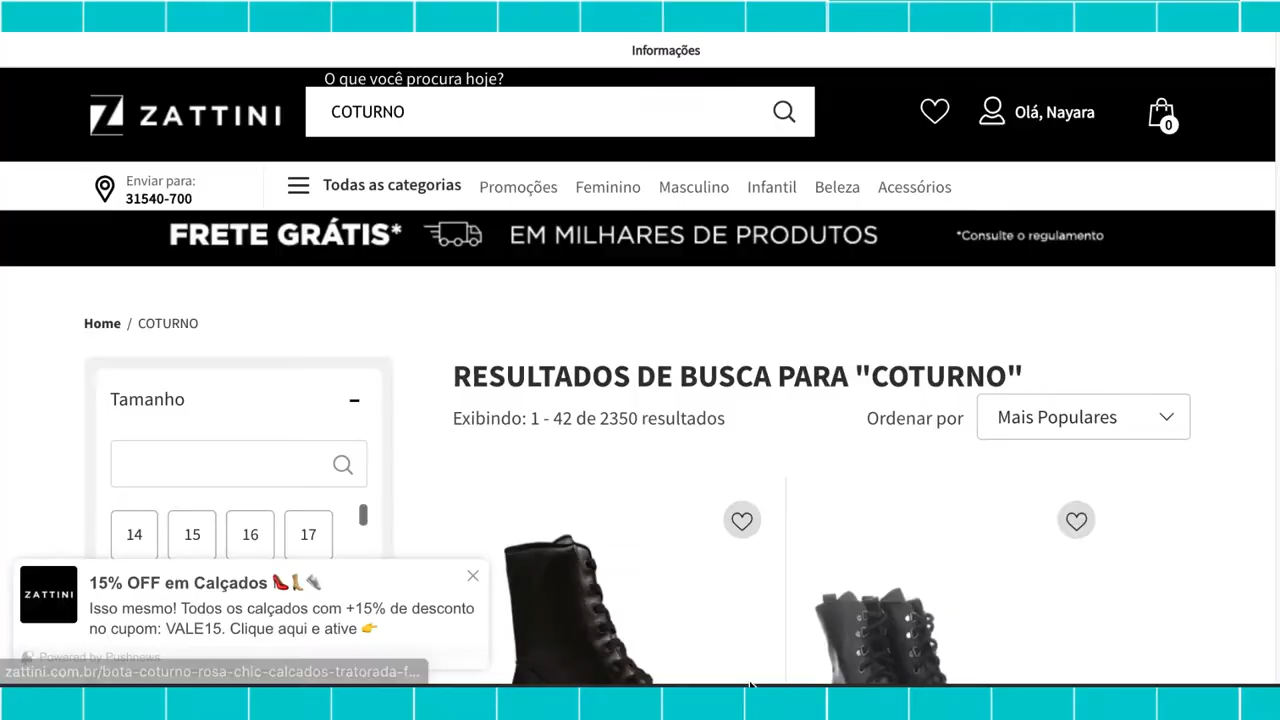 Informações
O que você procura hoje?
ZATTINI
COTURNO
Olá, Nayara
0
Enviar para:
31540-700
Todas as categorias
Promoções
Feminino
Masculino
Infantil
Beleza
Acessórios
FRETE GRÁTIS* EM MILHARES DE PRODUTOS *Consulte o regulamento
Home / COTURNO
Tamanho
RESULTADOS DE BUSCA PARA "COTURNO"
Exibindo: 1 - 42 de 2350 resultados
Ordenar por
Mais Populares
14 15 16 17
ZATTINI
15% OFF em Calçados
Isso mesmo! Todos os calçados com +15% de desconto
no cupom: VALE15. Clique aqui e ative
Powered by Pushnews
zattini.com.br/bota-coturno-rosa-chic-calcados-tratorada-f...